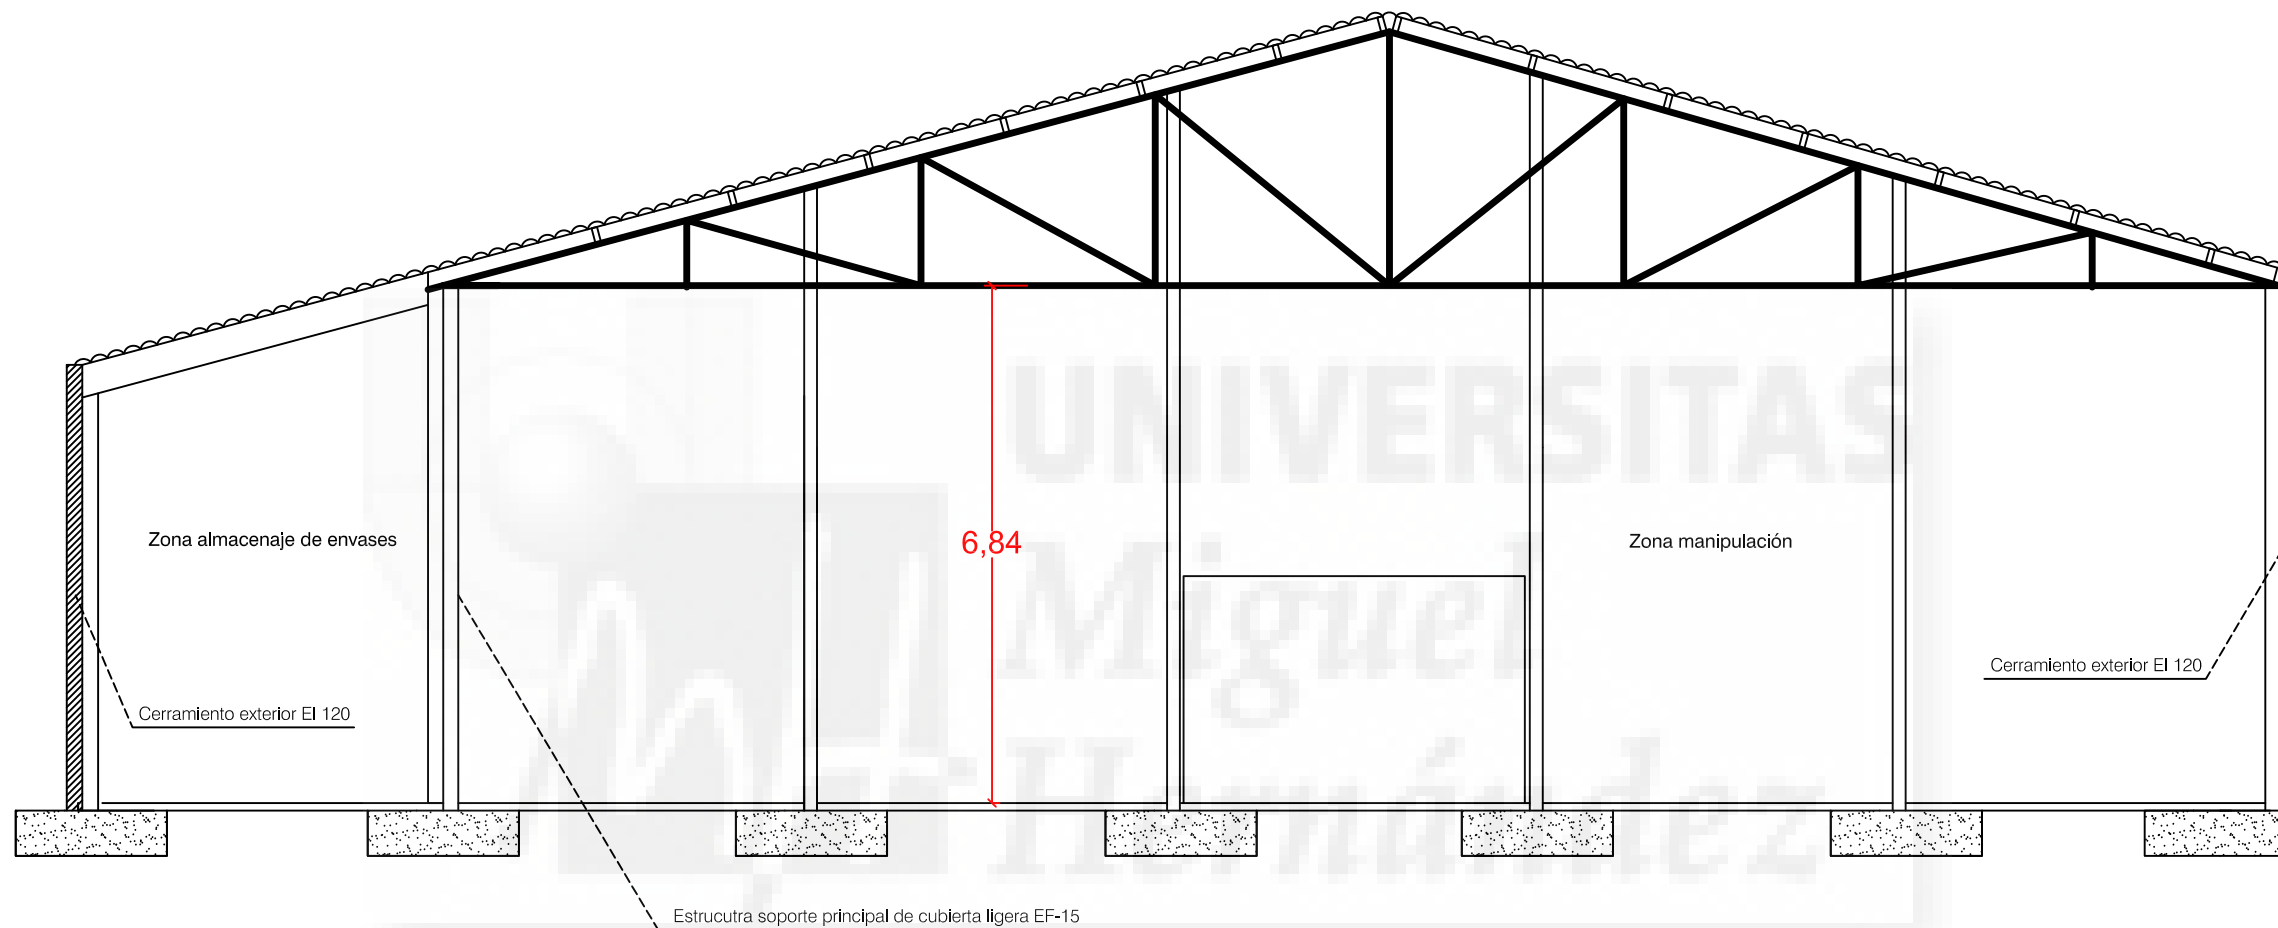 UNIVERSITAS
Miguel
Hernández
6,84
Zona almacenaje de envases
Zona manipulación
Cerramiento exterior EI 120
Cerramiento exterior EI 120
Estrucutra soporte principal de cubierta ligera EF-15